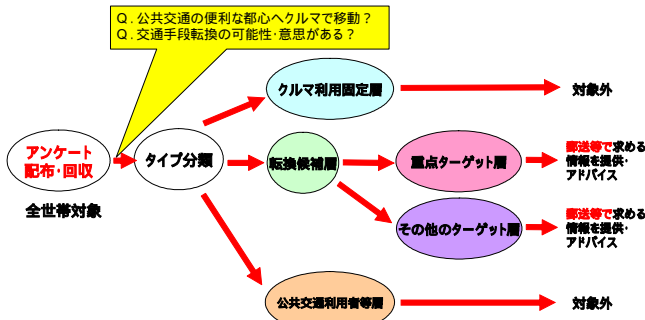 Q.公共交通の便利な都心へクルマで移動?
Q.交通手段転換の可能性・意思がある?
クルマ利用固定層
対象外
アンケート
配布・回収
全世帯対象
タイプ分類
転換候補層
重点ターゲット層
郵送等で求める
情報を提供・
アドバイス
その他のターゲット層
郵送等で求める
情報を提供・
アドバイス
公共交通利用者等層
対象外